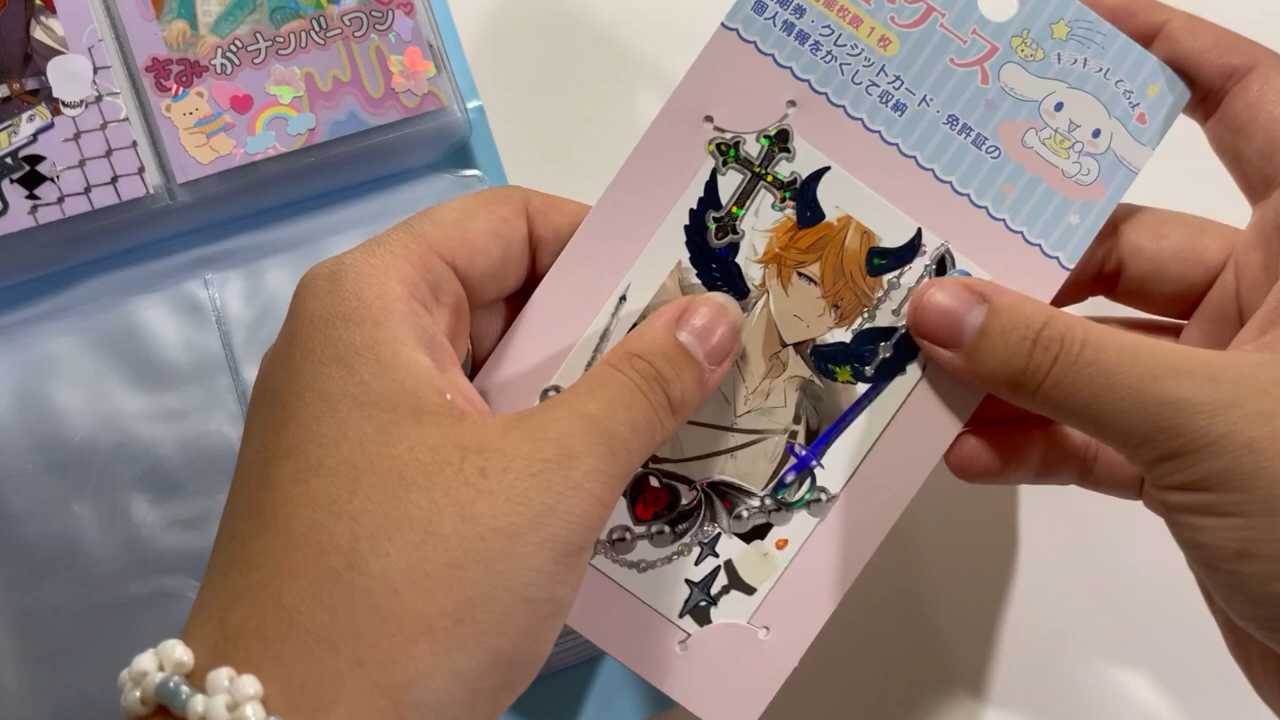 きみがナンバーワン
ケース
能枚数 1 枚
期券・クレジットカード・免許証の
個人情報をかくして収納
キラキラしてるよ